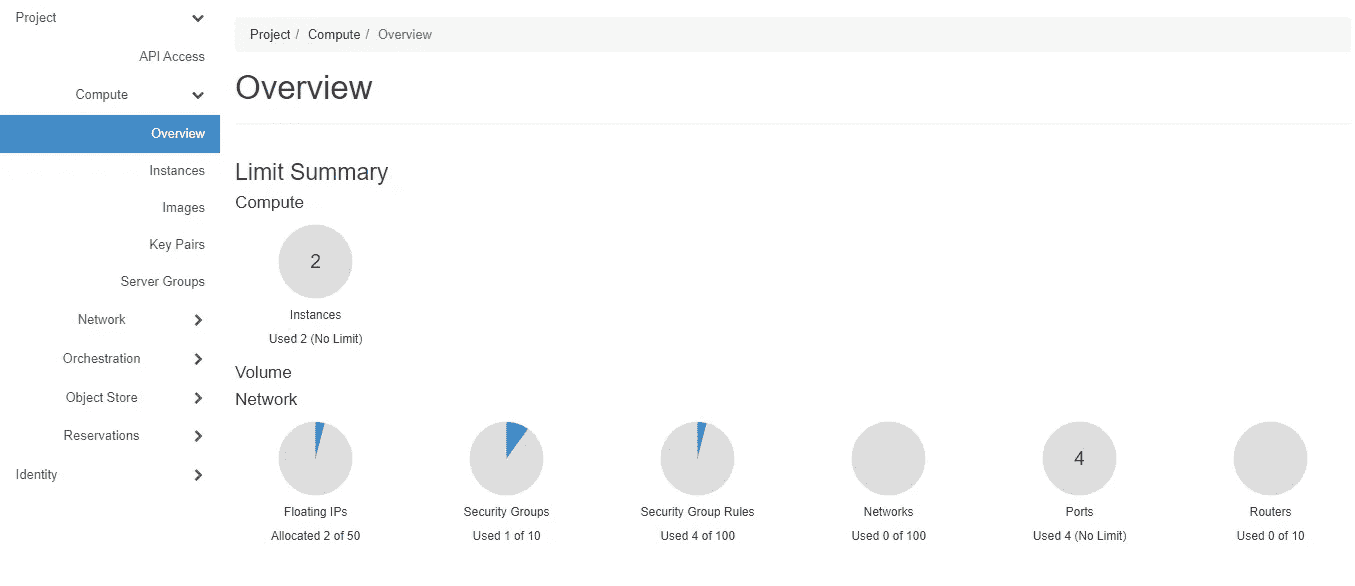 Project
API Access
Compute
Overview
Instances
Images
Key Pairs
Server Groups
Network
Orchestration
Object Store
Reservations
Identity
Project / Compute / Overview
Overview
Limit Summary
Compute
2
Instances
Used 2 (No Limit)
Volume
Network
Floating IPs
Allocated 2 of 50
Security Groups
Used 1 of 10
Security Group Rules
Used 4 of 100
Networks
Used 0 of 100
4
Ports
Used 4 (No Limit)
Routers
Used 0 of 10